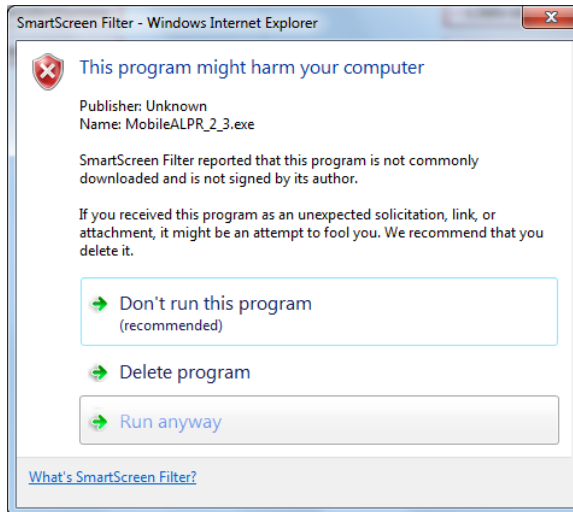 SmartScreen Filter - Windows Internet Explorer
This program might harm your computer
Publisher: Unknown
Name: MobileALPR_2_3.exe
SmartScreen Filter reported that this program is not commonly
downloaded and is not signed by its author.
If you received this program as an unexpected solicitation, link, or
attachment, it might be an attempt to fool you. We recommend that you
delete it.
Don't run this program
(recommended)
Delete program
Run anyway
What's SmartScreen Filter?